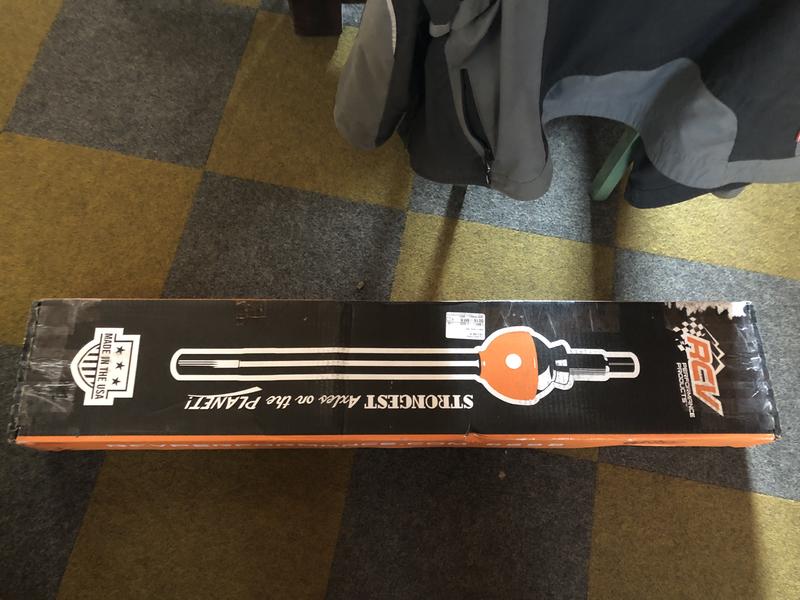 RCV
PERFORMANCE
PRODUCTS
STRONGEST Axles on the PLANET!
MADE IN THE USA